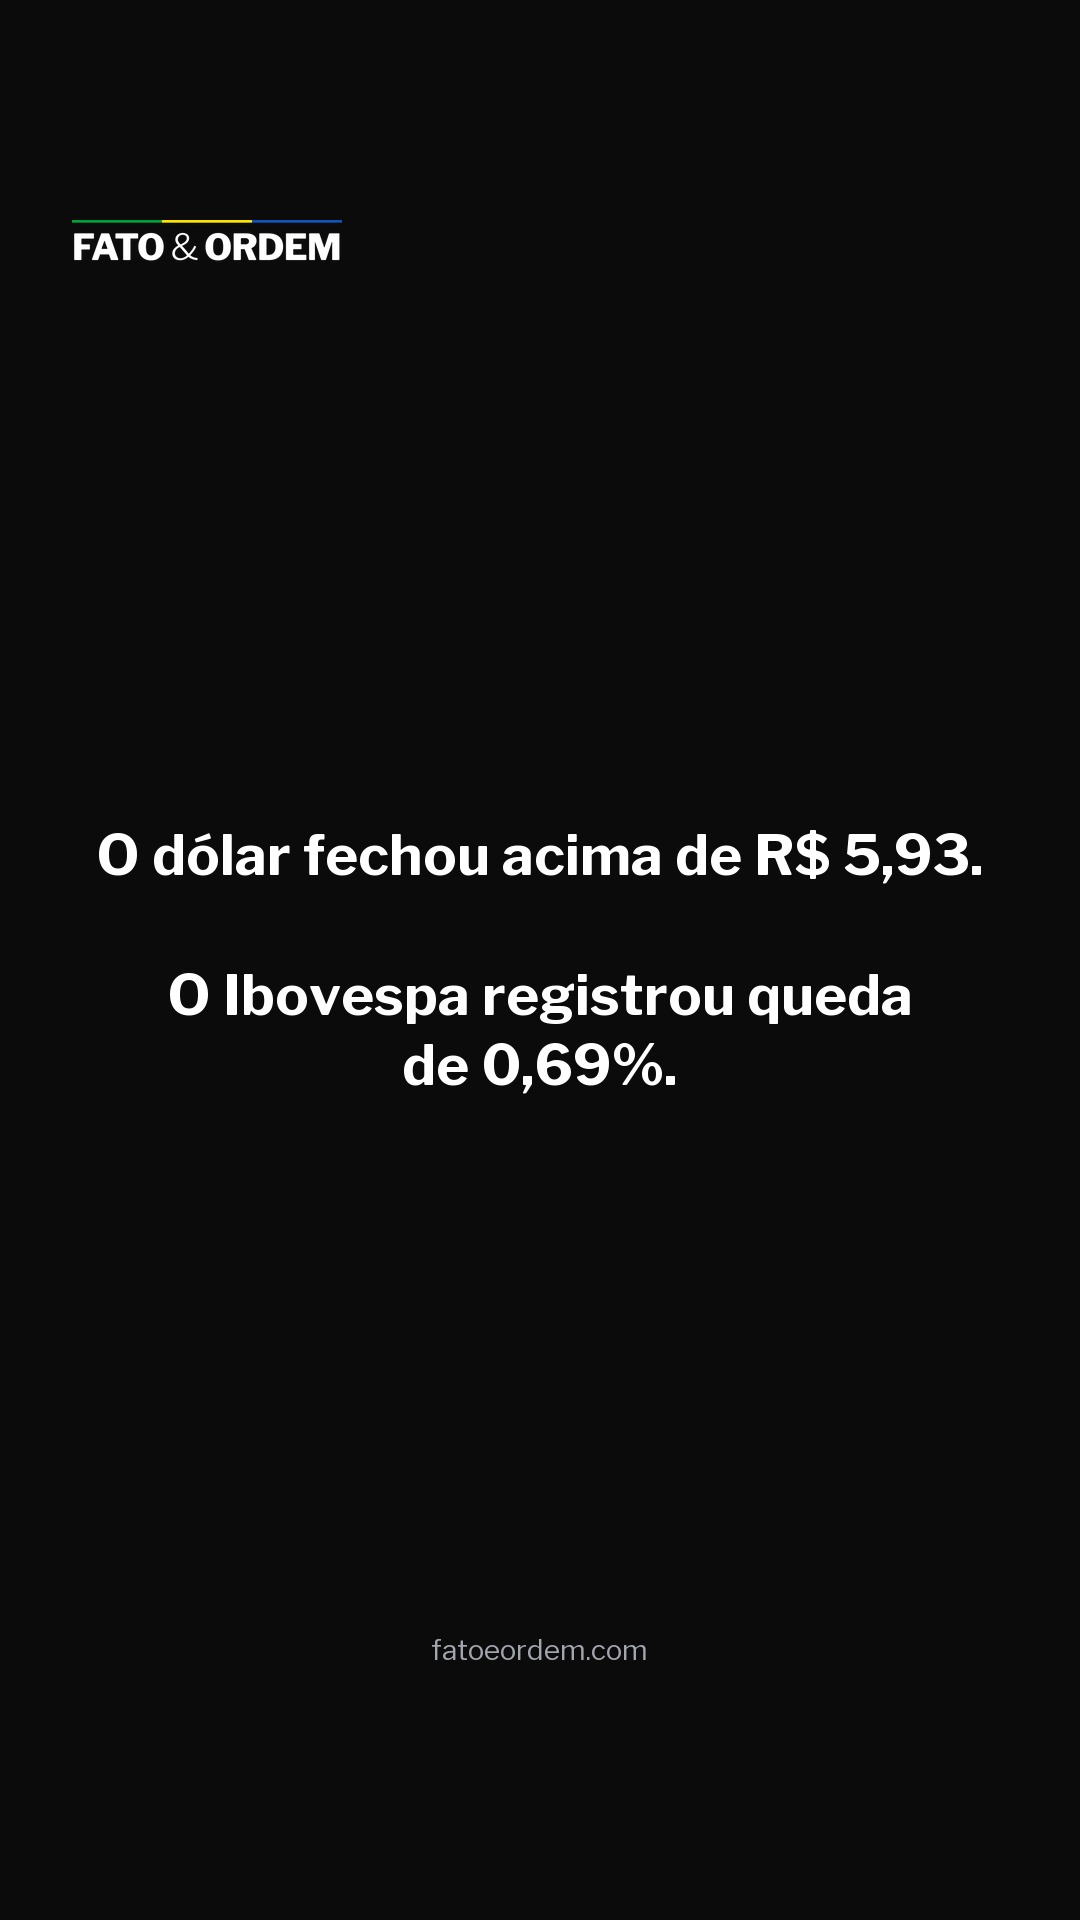 FATO & ORDEM
O dólar fechou acima de R$ 5,93.
O Ibovespa registrou queda
de 0,69%.
fatoeordem.com